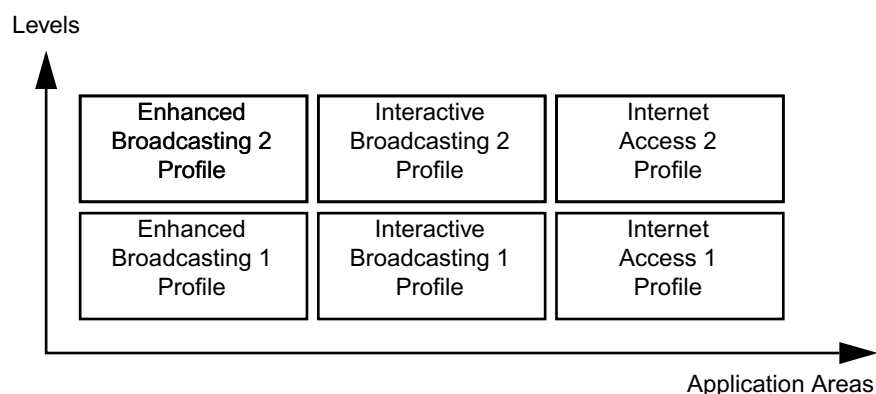 Levels
Enhanced
Broadcasting 2
Profile
Interactive
Broadcasting 2
Profile
Internet
Access 2
Profile
Enhanced
Broadcasting 1
Profile
Interactive
Broadcasting 1
Profile
Internet
Access 1
Profile
Application Areas